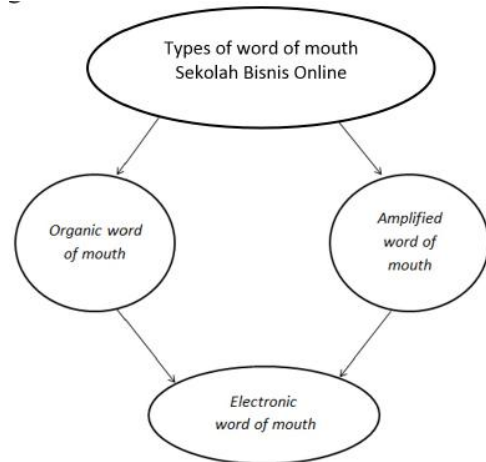 Types of word of mouth
Sekolah Bisnis Online
Organic word
of mouth
Amplified
word of
mouth
Electronic
word of mouth